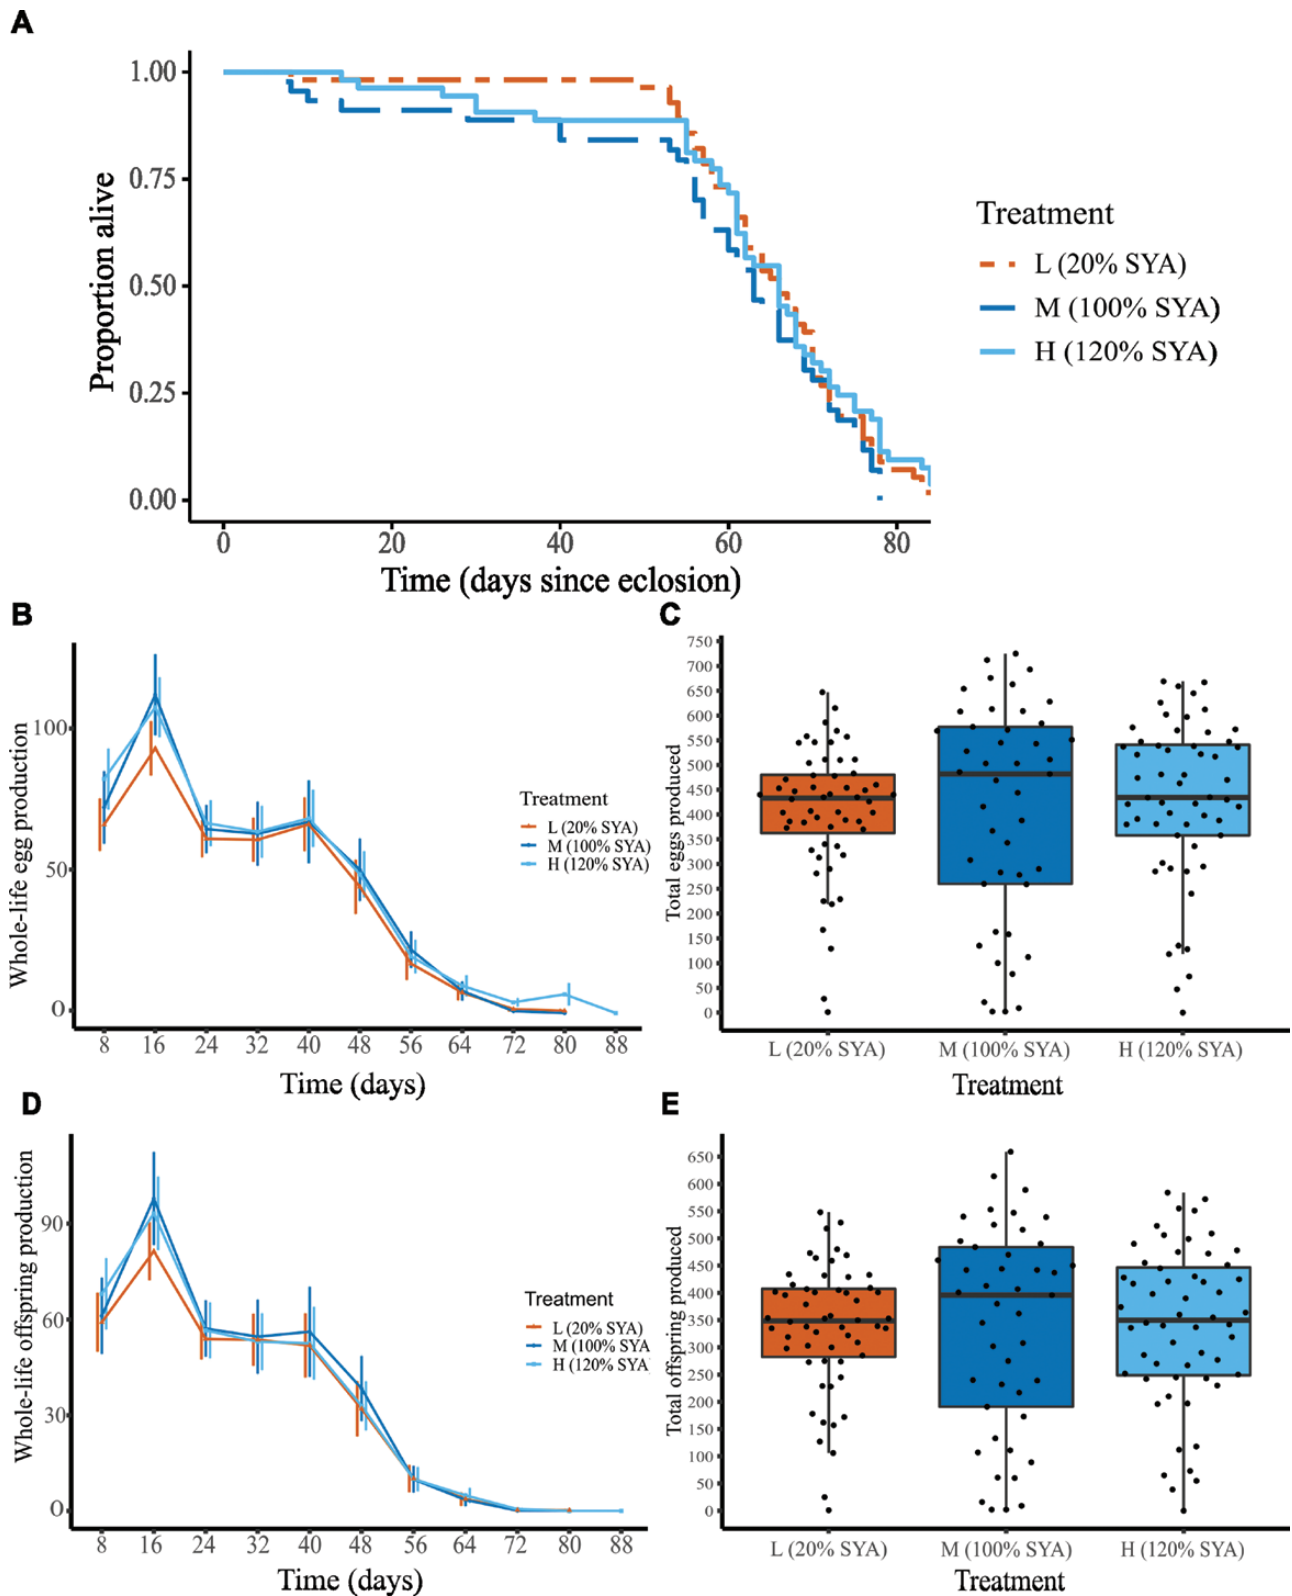 A
1.00
0.75
0.50
0.25
0.00
Proportion alive
0 20 40 60 80
Time (days since eclosion)
Treatment
L (20% SYA)
M (100% SYA)
H (120% SYA)
B
100
50
0
Whole-life egg production
8 16 24 32 40 48 56 64 72 80 88
Time (days)
Treatment
L (20% SYA)
M (100% SYA)
H (120% SYA)
C
750
700
650
600
550
500
450
400
350
300
250
200
150
100
50
0
Total eggs produced
L (20% SYA) M (100% SYA) H (120% SYA)
Treatment
D
90
60
30
0
Whole-life offspring production
8 16 24 32 40 48 56 64 72 80 88
Time (days)
Treatment
L (20% SYA)
M (100% SYA
H (120% SYA
E
650
600
550
500
450
400
350
300
250
200
150
100
50
0
Total offspring produced
L (20% SYA) M (100% SYA) H (120% SYA)
Treatment